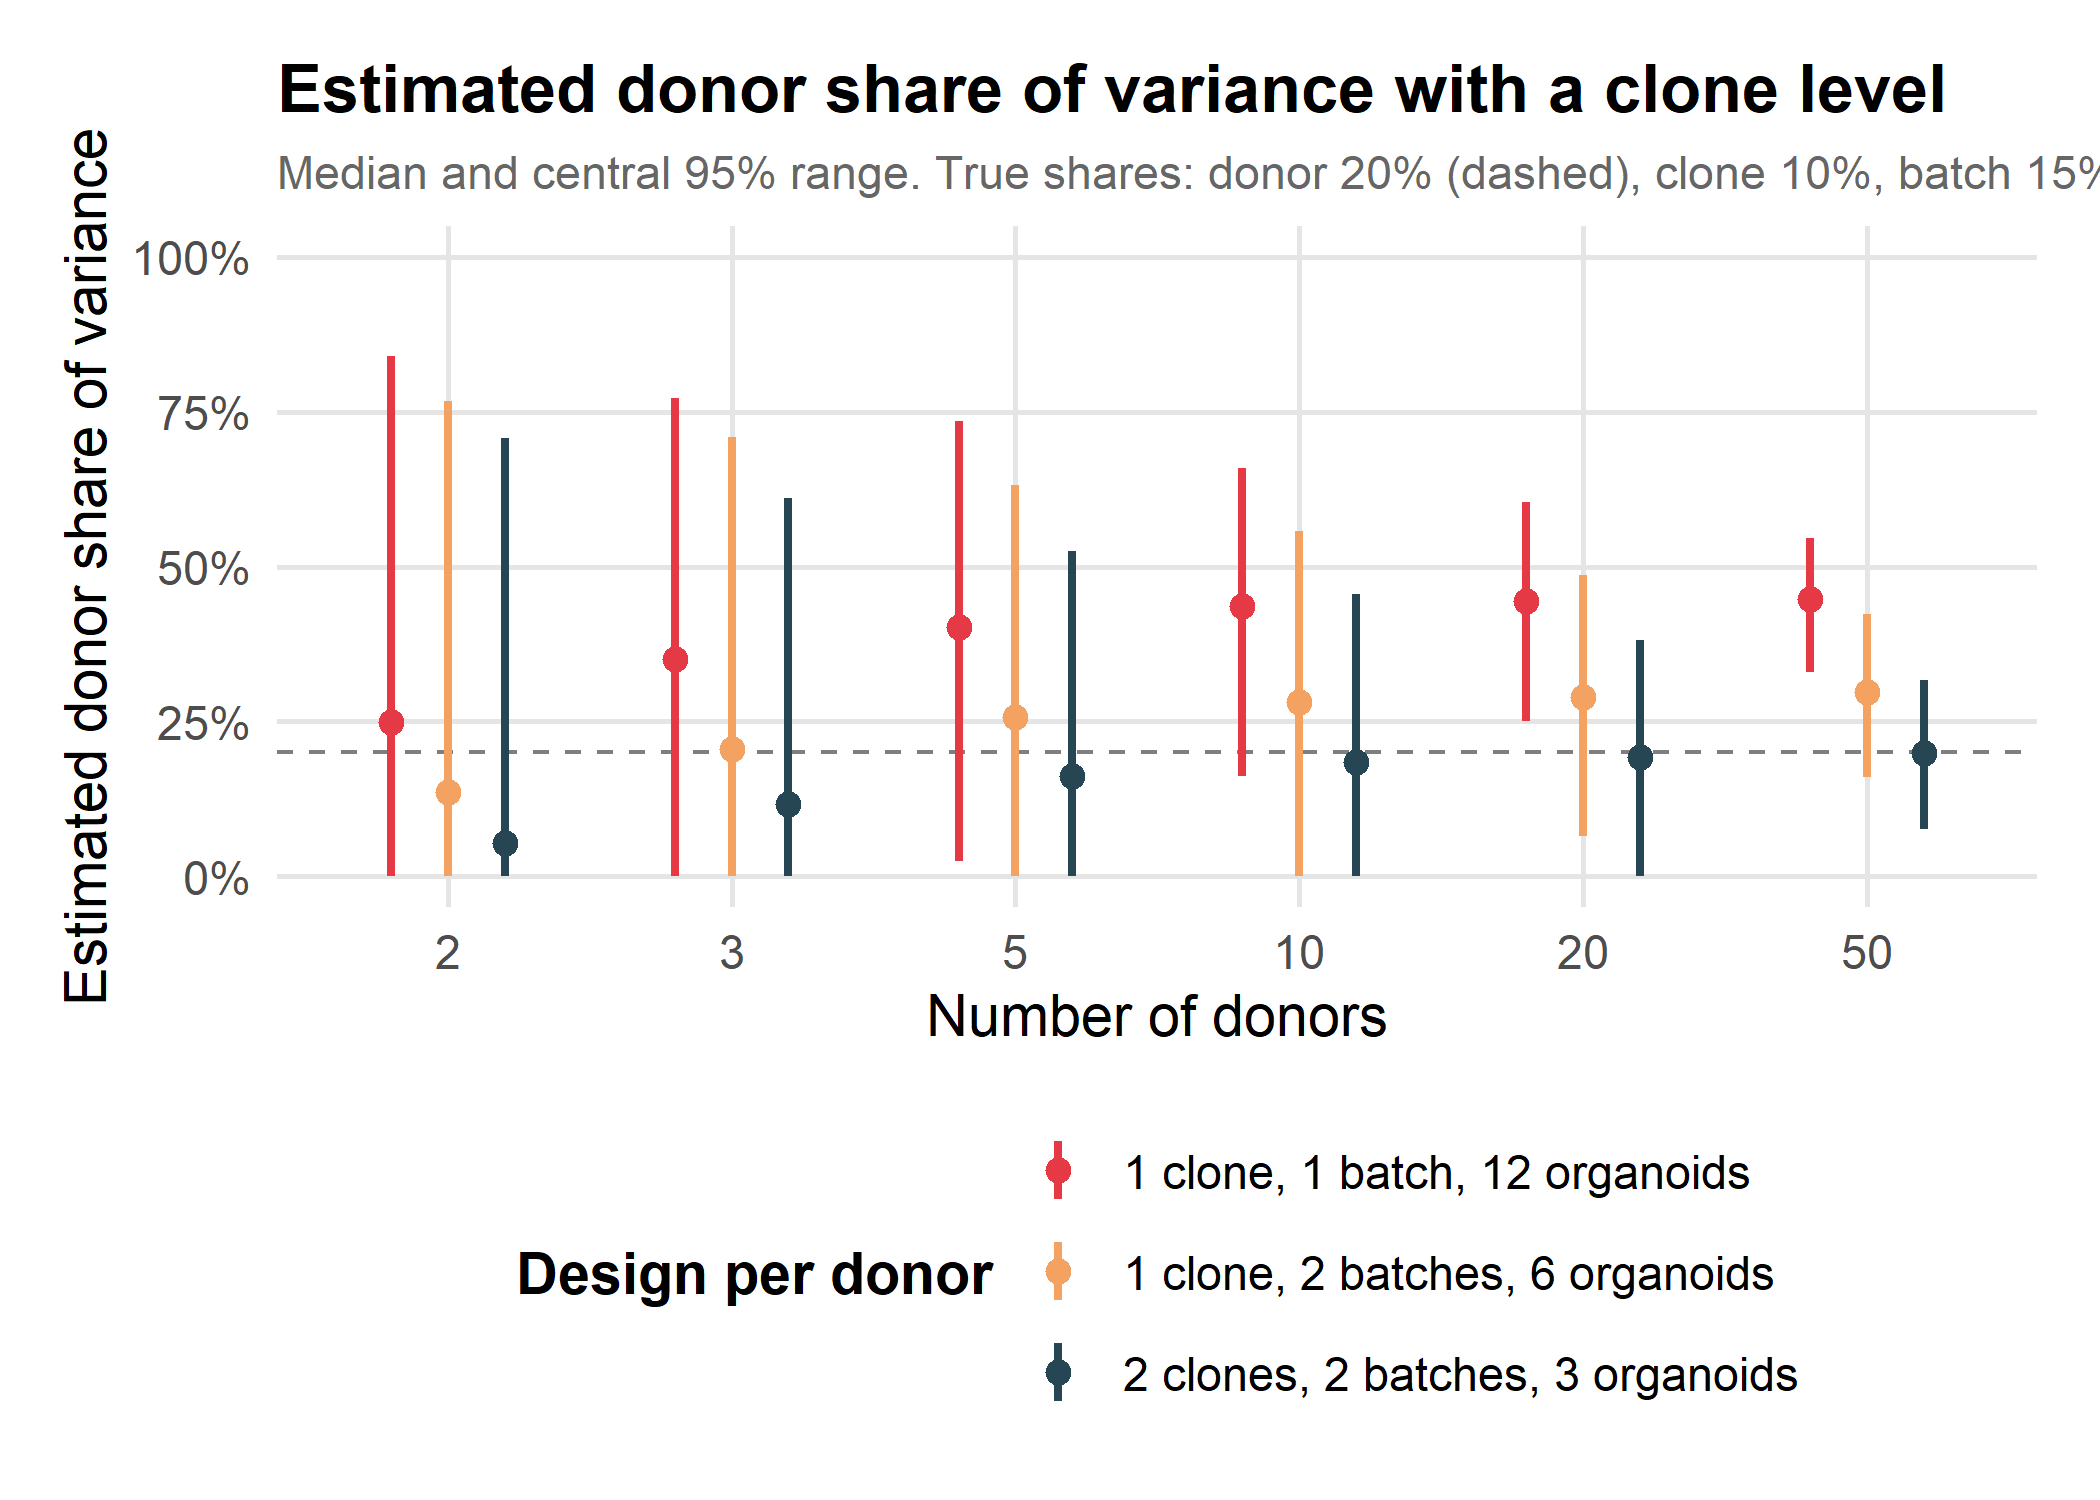 Estimated donor share of variance with a clone level
Median and central 95% range. True shares: donor 20% (dashed), clone 10%, batch 15%
Estimated donor share of variance
100%
75%
50%
25%
0%
2 3 5 10 20 50
Number of donors
Design per donor
1 clone, 1 batch, 12 organoids
1 clone, 2 batches, 6 organoids
2 clones, 2 batches, 3 organoids